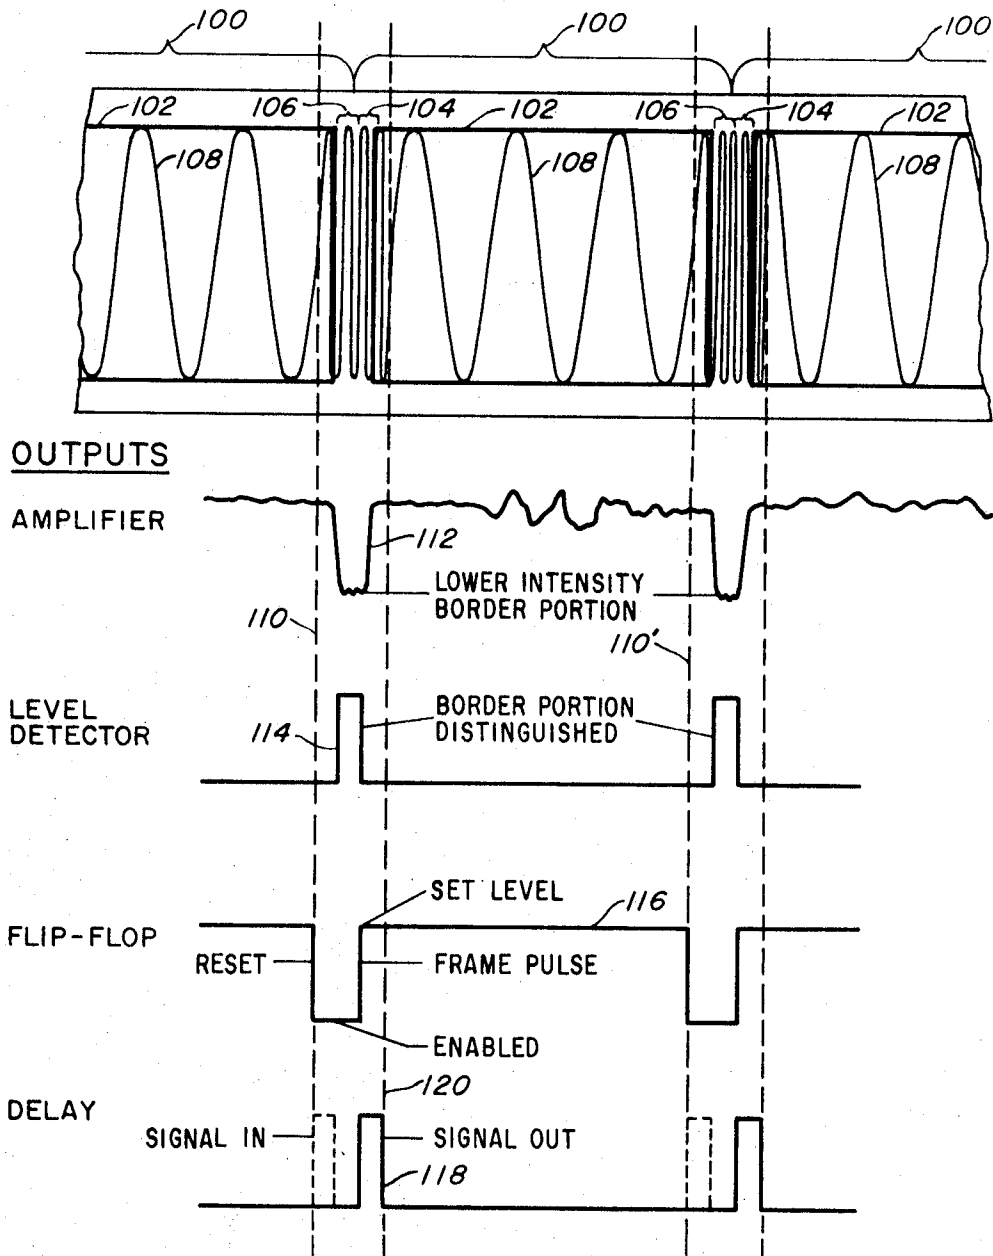 100 100 100
102 106 104 102 106 104 102
108 108 108
OUTPUTS
AMPLIFIER
112
LOWER INTENSITY
BORDER PORTION
110
110'
LEVEL
DETECTOR
114
BORDER PORTION
DISTINGUISHED
SET LEVEL
116
FLIP-FLOP
RESET
FRAME PULSE
ENABLED
120
DELAY
SIGNAL IN
SIGNAL OUT
118